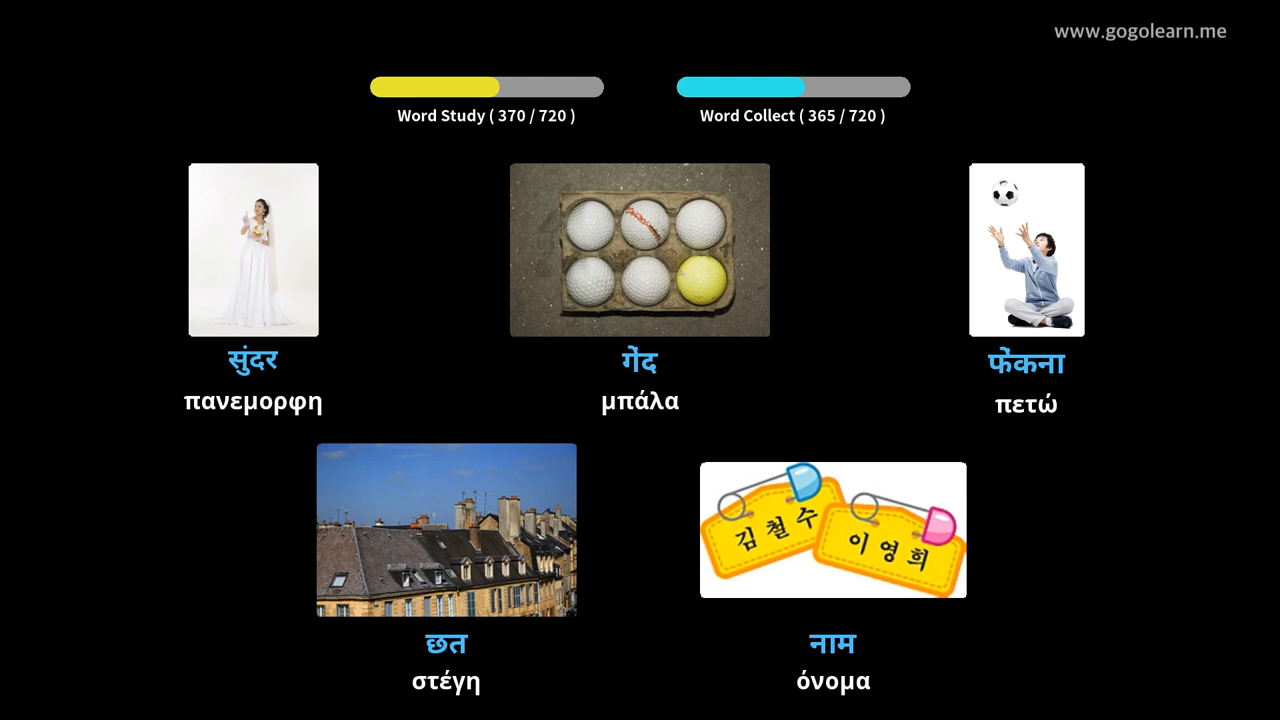 www.gogolearn.me
Word Study ( 370 / 720 )
Word Collect ( 365 / 720 )
सुंदर
πανεμορφη
गेंद
μπάλα
फेंकना
πετώ
김철수
이영희
छत
στέγη
नाम
όνομα